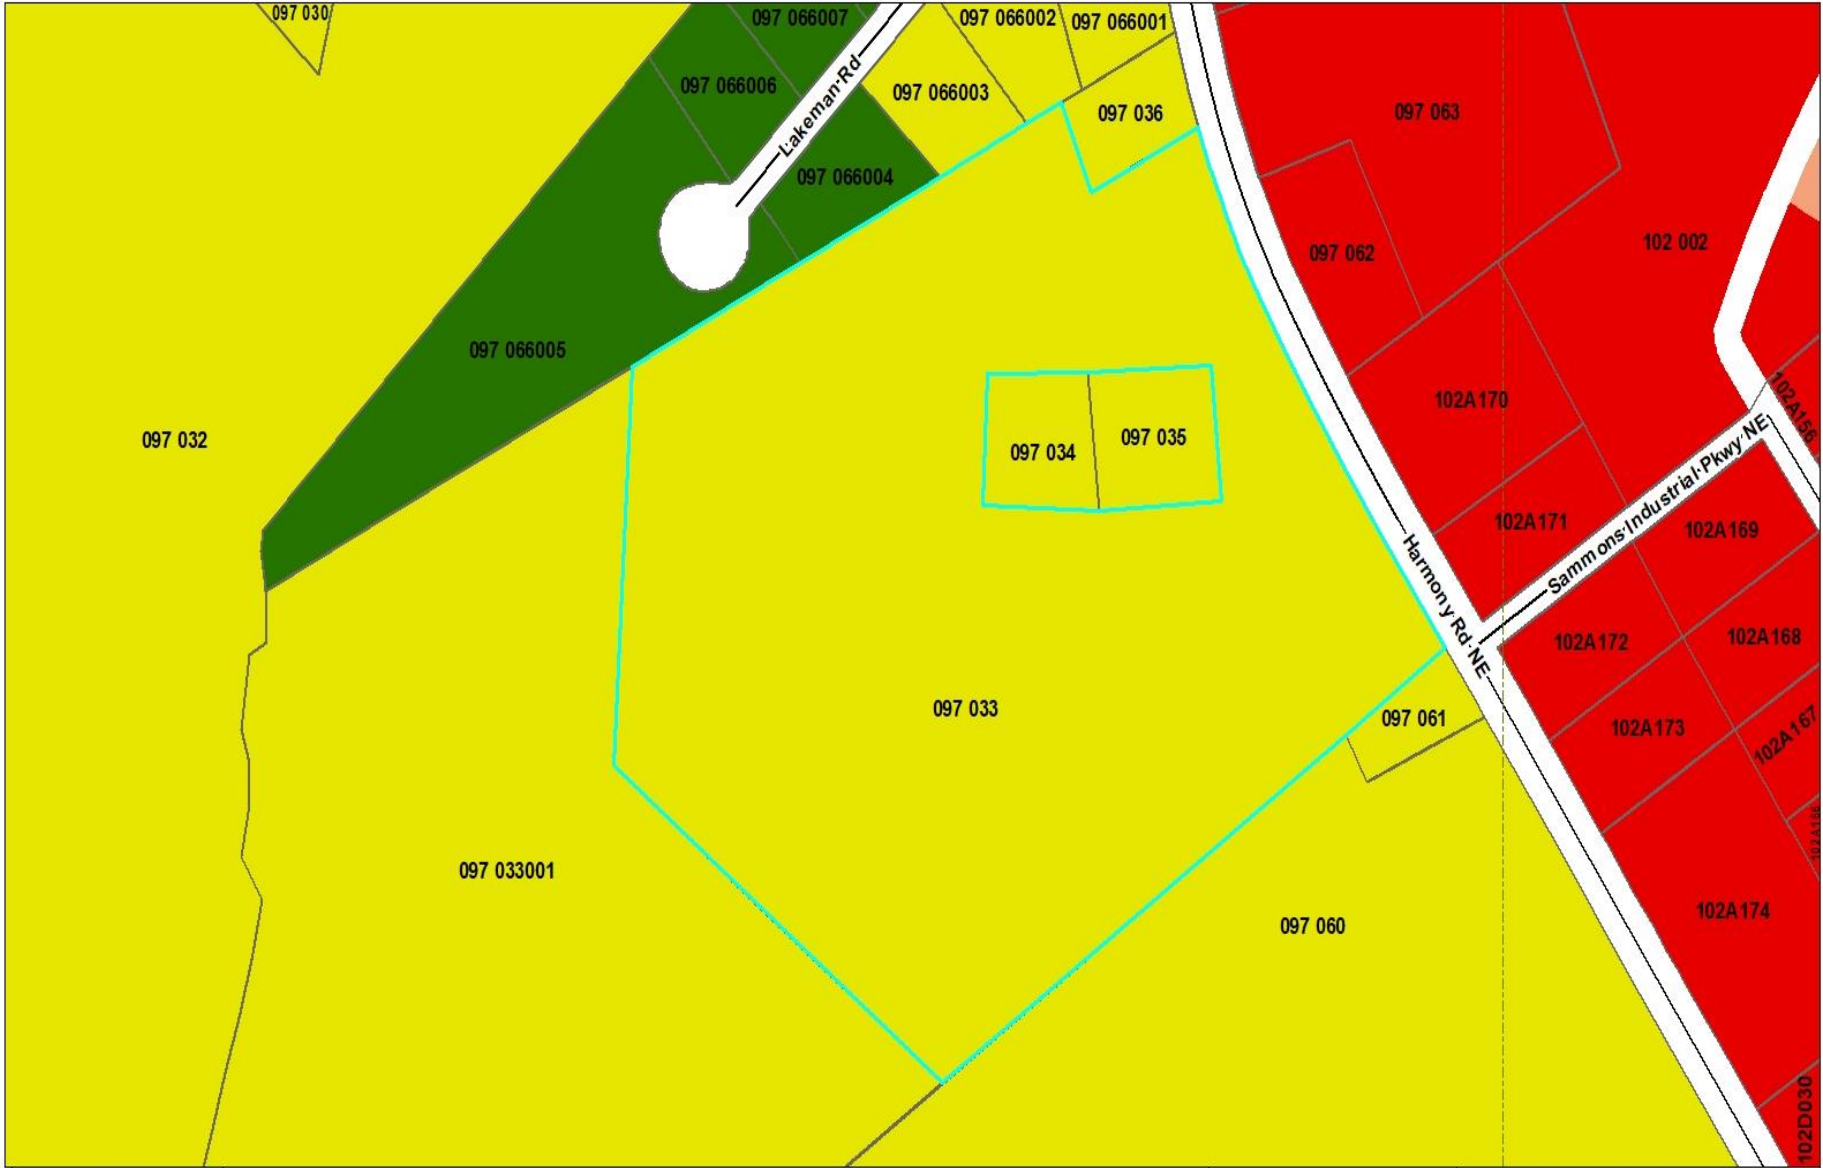 097 030
097 066007
097 066002
097 066001
097 066006
Lakeman Rd
097 066003
097 036
097 063
097 066004
097 062
102 002
097 066005
102A170
102A156
097 032
097 034
097 035
Sammons Industrial Pkwy NE
102A171
102A169
Harmony Rd NE
102A172
102A168
097 033
097 061
102A173
102A167
102A166
097 033001
097 060
102A174
102D030